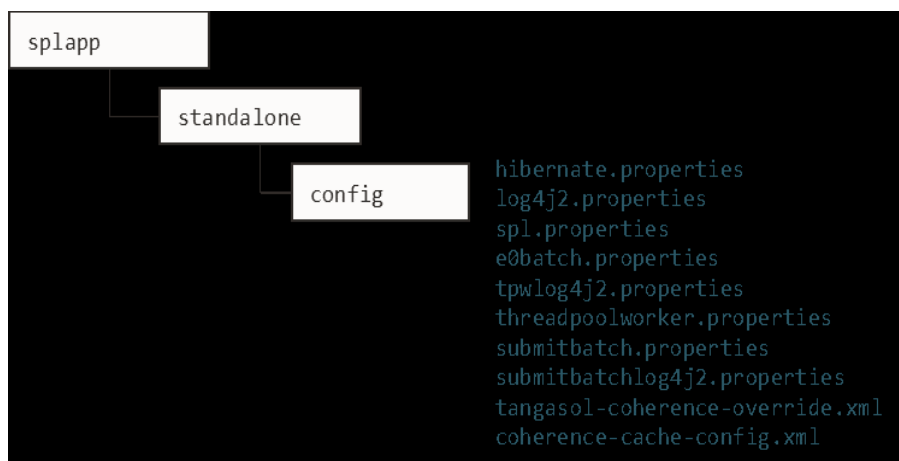 splapp
standalone
config
hibernate.properties
log4j2.properties
spl.properties
e0batch.properties
tpwlog4j2.properties
threadpoolworker.properties
submitbatch.properties
submitbatchlog4j2.properties
tangasol-coherence-override.xml
coherence-cache-config.xml